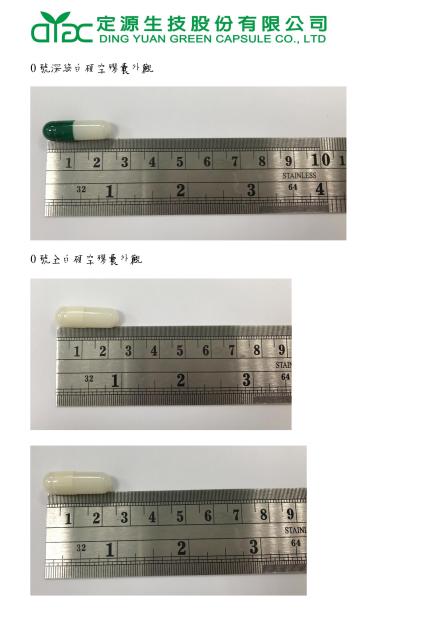 定源生技股份有限公司
DING YUAN GREEN CAPSULE CO., LTD
0 號深綠白硬空膠囊外觀
1 2 3 4 5 6 7 8 9 10 1
STAINLESS
32 1 2 3 64 4
0 號全白硬空膠囊外觀
1 2 3 4 5 6 7 8 9
STAIN
32 1 2 3 64
1 2 3 4 5 6 7 8 9
STAINL
32 1 2 3 64